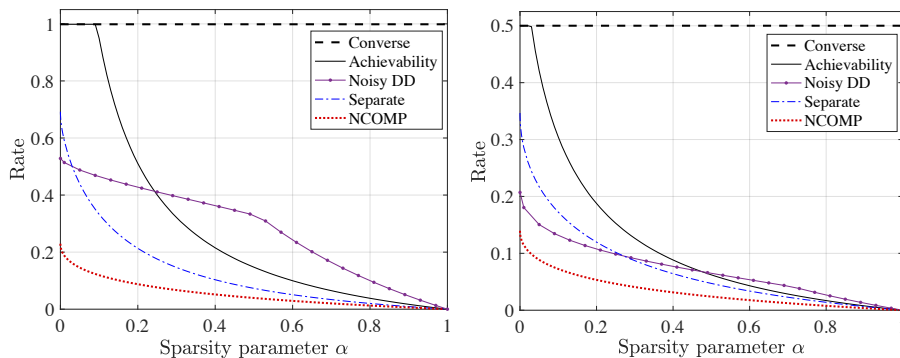 1
0.8
0.6
0.4
0.2
0
Rate
0
0.2
0.4
0.6
0.8
1
Sparsity parameter α
Converse
Achievability
Noisy DD
Separate
NCOMP
0.5
0.4
0.3
0.2
0.1
0
Rate
0
0.2
0.4
0.6
0.8
Sparsity parameter α
Converse
Achievability
Noisy DD
Separate
NCOMP